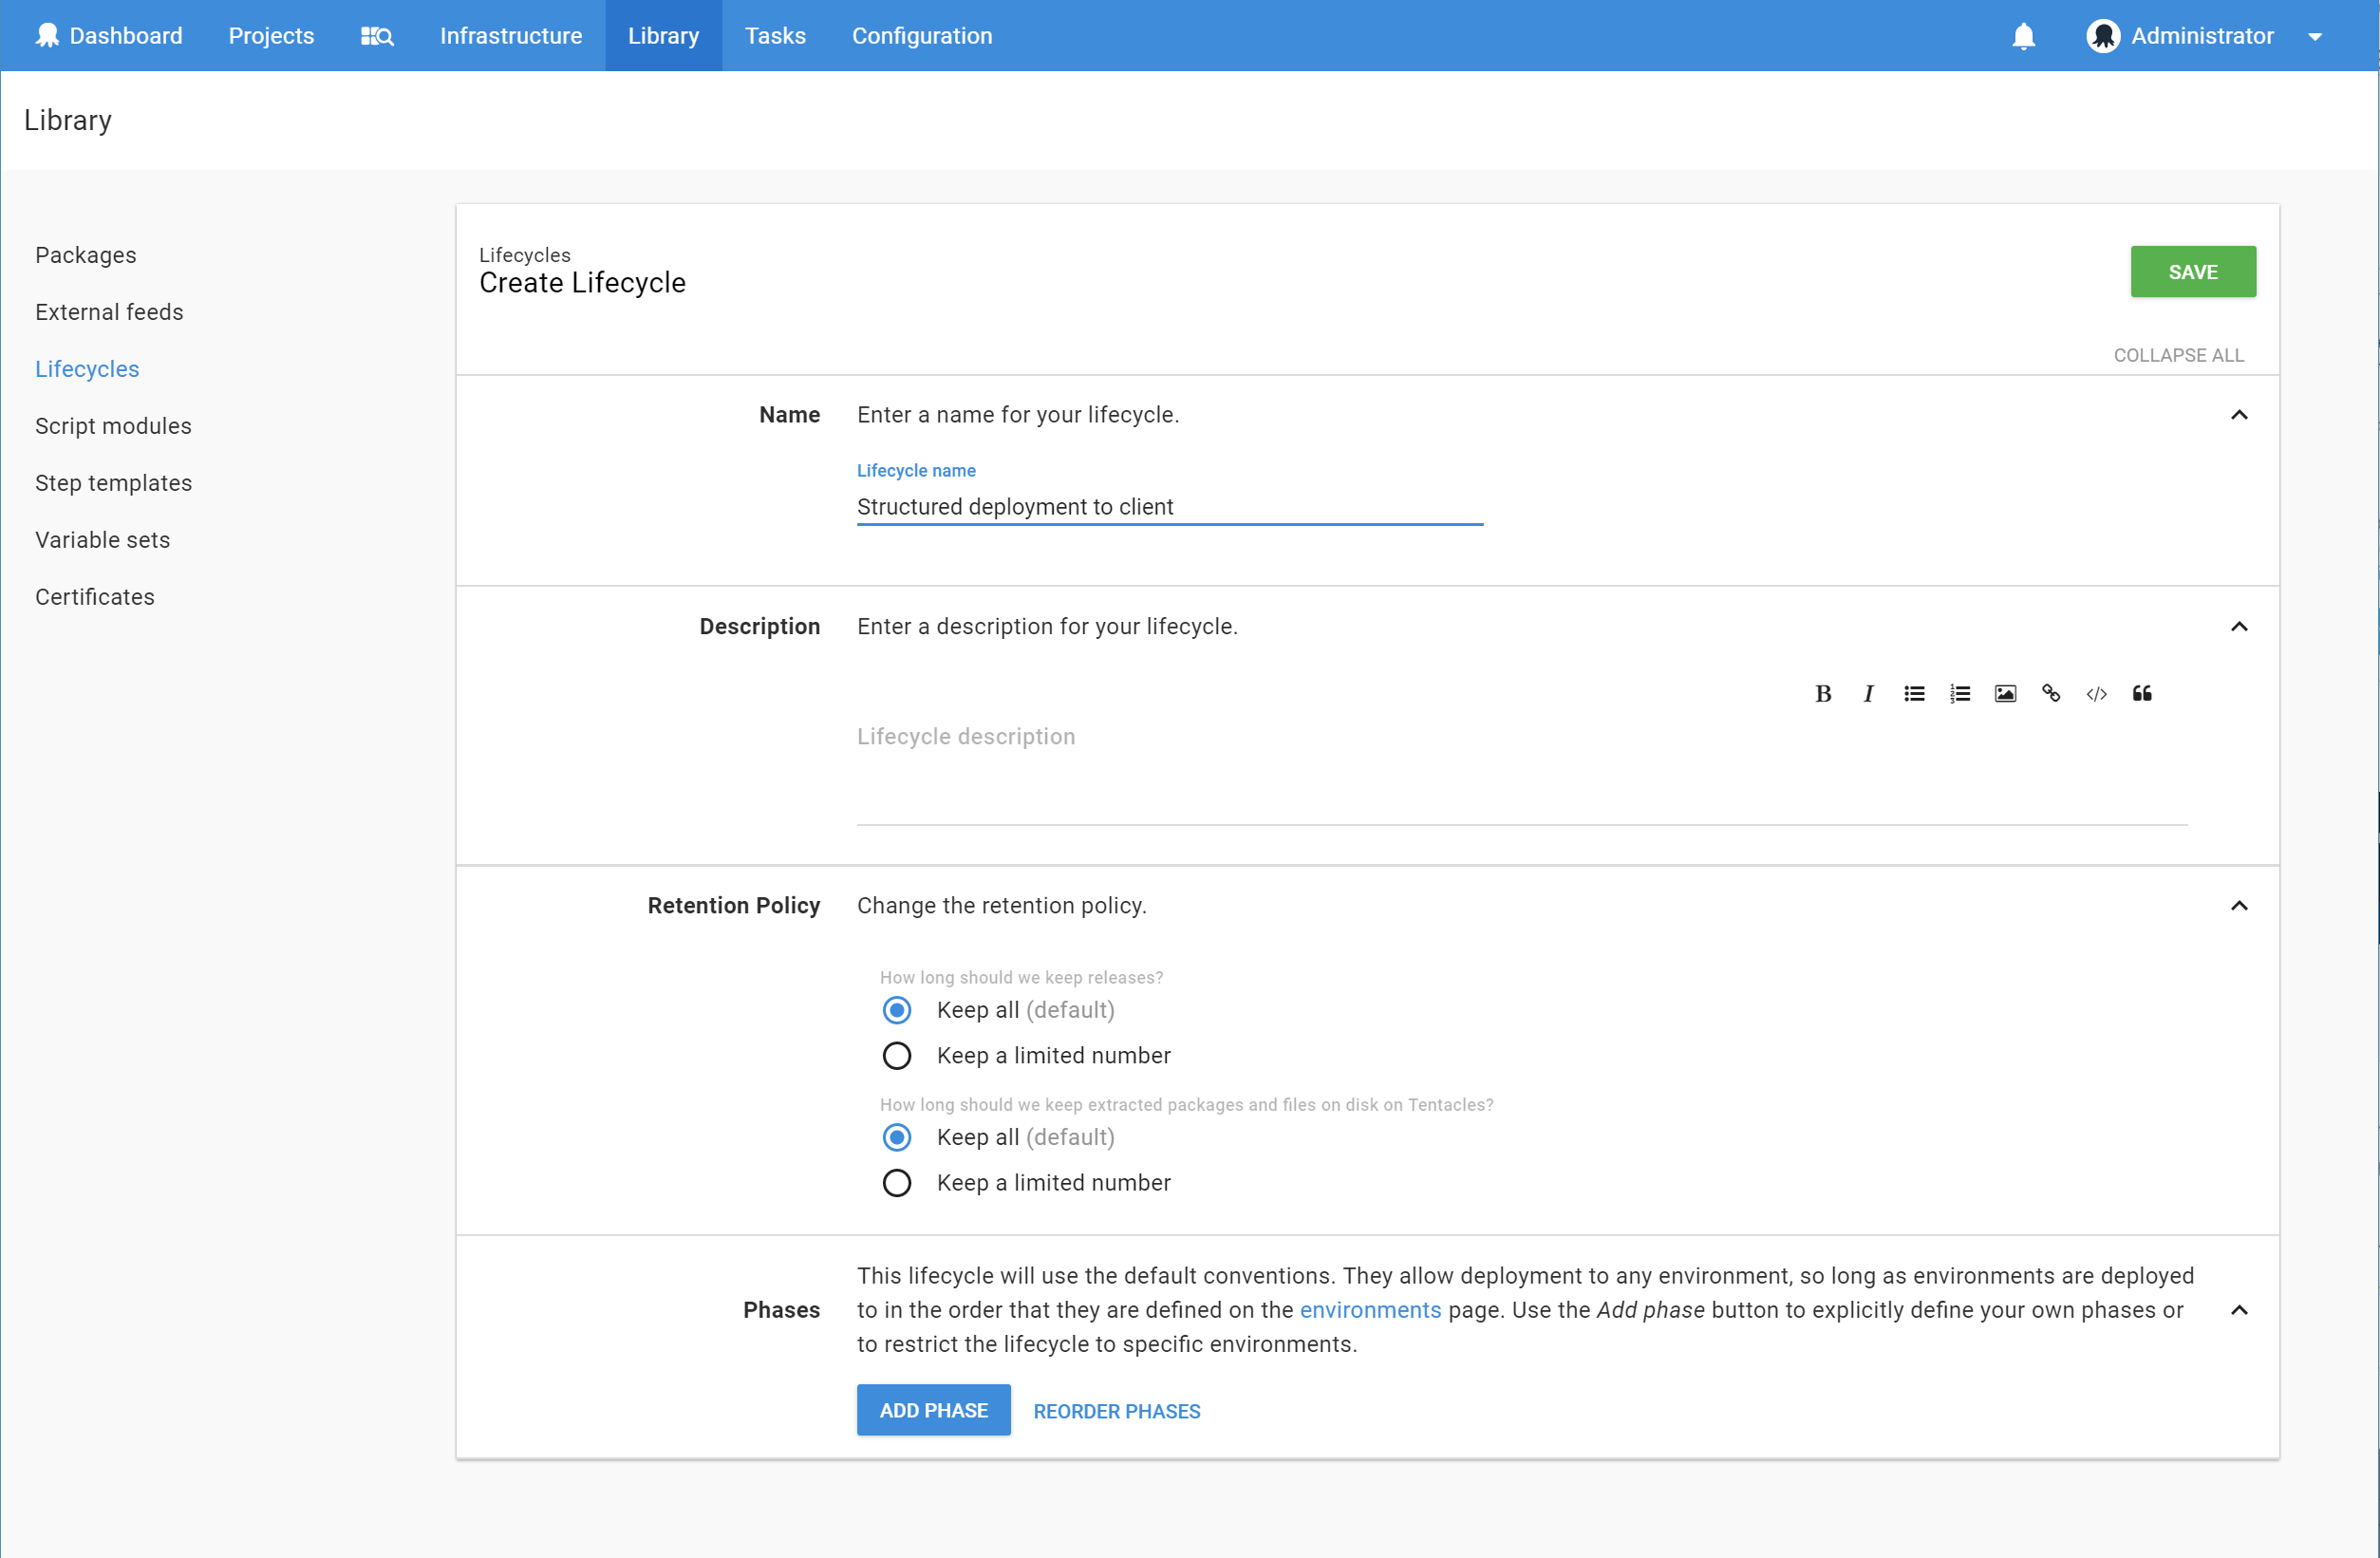 Dashboard Projects Infrastructure Library Tasks Configuration Administrator
Library
Packages
External feeds
Lifecycles
Script modules
Step templates
Variable sets
Certificates
Lifecycles
Create Lifecycle
SAVE
COLLAPSE ALL
Name Enter a name for your lifecycle.
Lifecycle name
Structured deployment to client
Description Enter a description for your lifecycle.
Lifecycle description
Retention Policy Change the retention policy.
How long should we keep releases?
Keep all (default)
Keep a limited number
How long should we keep extracted packages and files on disk on Tentacles?
Keep all (default)
Keep a limited number
This lifecycle will use the default conventions. They allow deployment to any environment, so long as environments are deployed
Phases to in the order that they are defined on the environments page. Use the Add phase button to explicitly define your own phases or
to restrict the lifecycle to specific environments.
ADD PHASE REORDER PHASES